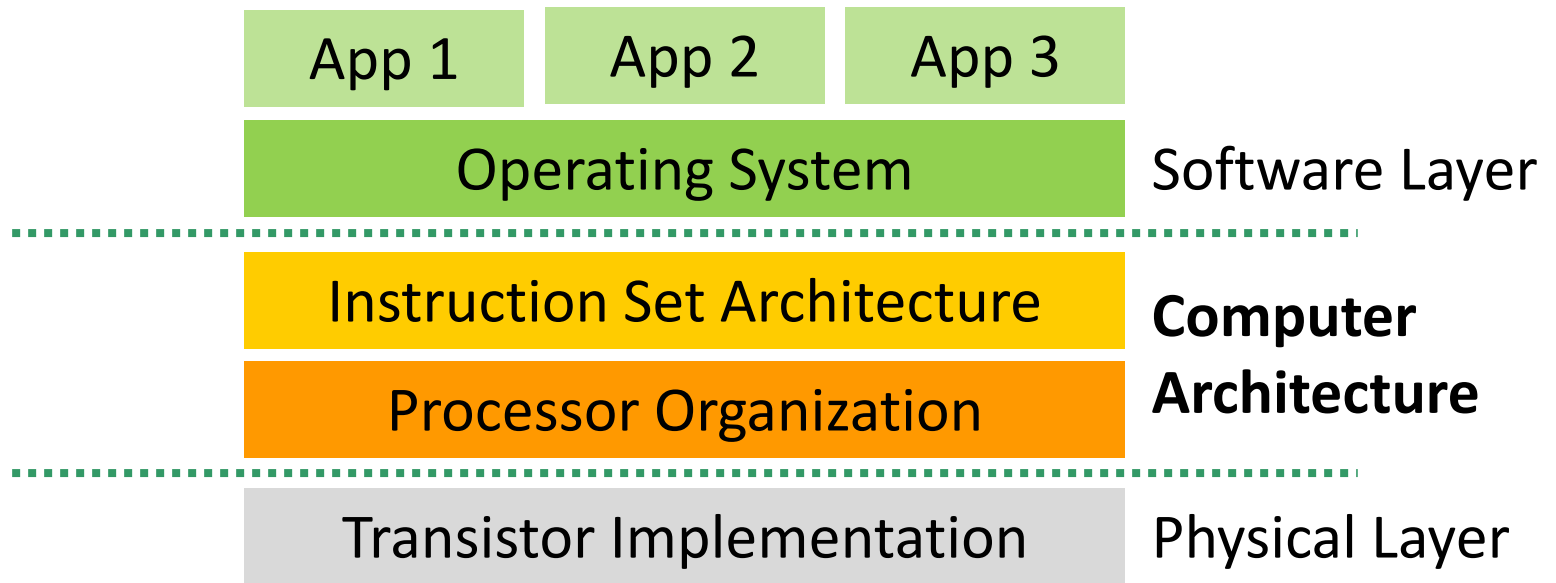 App 1
App 2
App 3
Operating System
Software Layer
Instruction Set Architecture
Computer
Architecture
Processor Organization
Transistor Implementation
Physical Layer